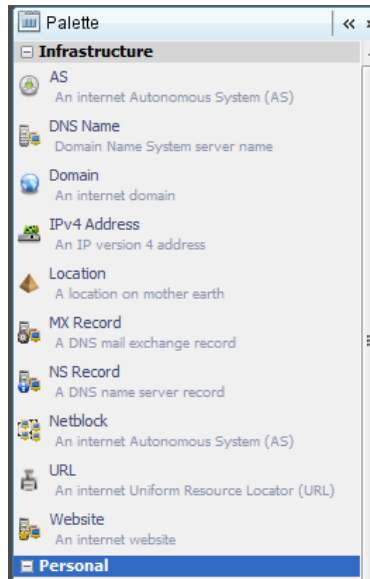 Palette
Infrastructure
AS
An internet Autonomous System (AS)
DNS Name
Domain Name System server name
Domain
An internet domain
IPv4 Address
An IP version 4 address
Location
A location on mother earth
MX Record
A DNS mail exchange record
NS Record
A DNS name server record
Netblock
An internet Autonomous System (AS)
URL
An internet Uniform Resource Locator (URL)
Website
An internet website
Personal